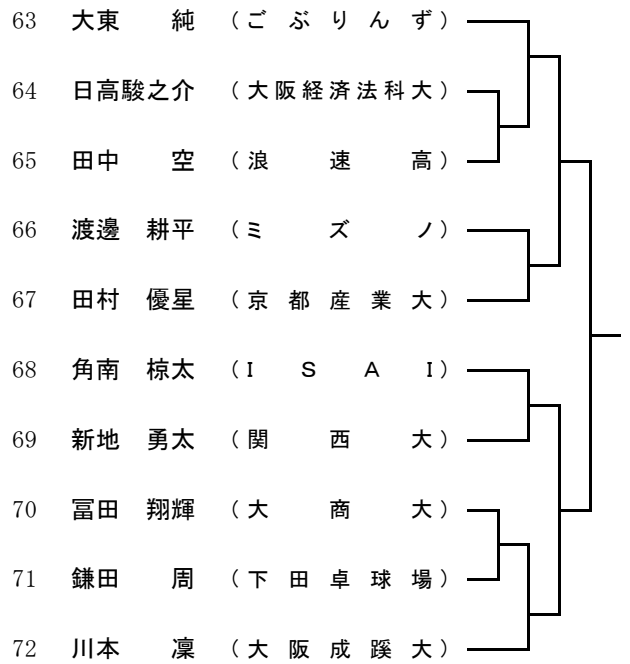 63 大東 純 (ごぶりんず)
64 日高駿之介 (大阪経済法科大)
65 田中 空 (浪速高)
66 渡邊 耕平 (ミズノ)
67 田村 優星 (京都産業大)
68 角南 椋太 (ISAI)
69 新地 勇太 (関西大)
70 冨田 翔輝 (大商大)
71 鎌田 周 (下田卓球場)
72 川本 凜 (大阪成蹊大)